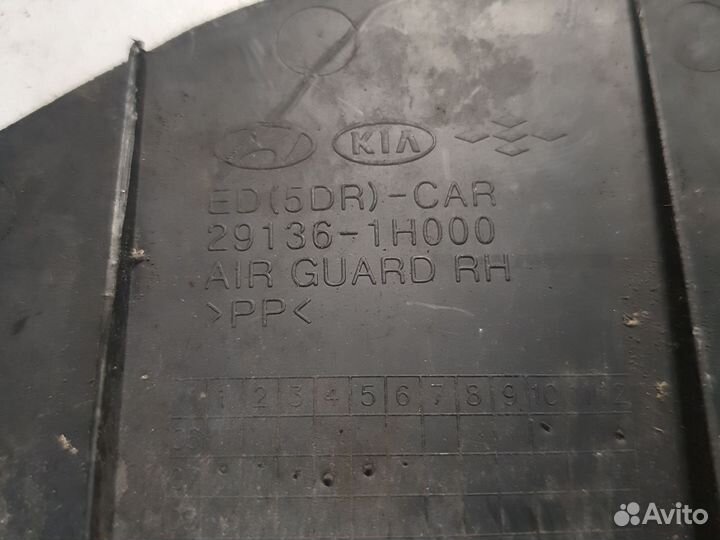 KIA
ED(5DR)-CAR
29136-1H000
AIR GUARD RH
>PP<
1 2 3 4 5 6 7 8 9 10 12
Avito